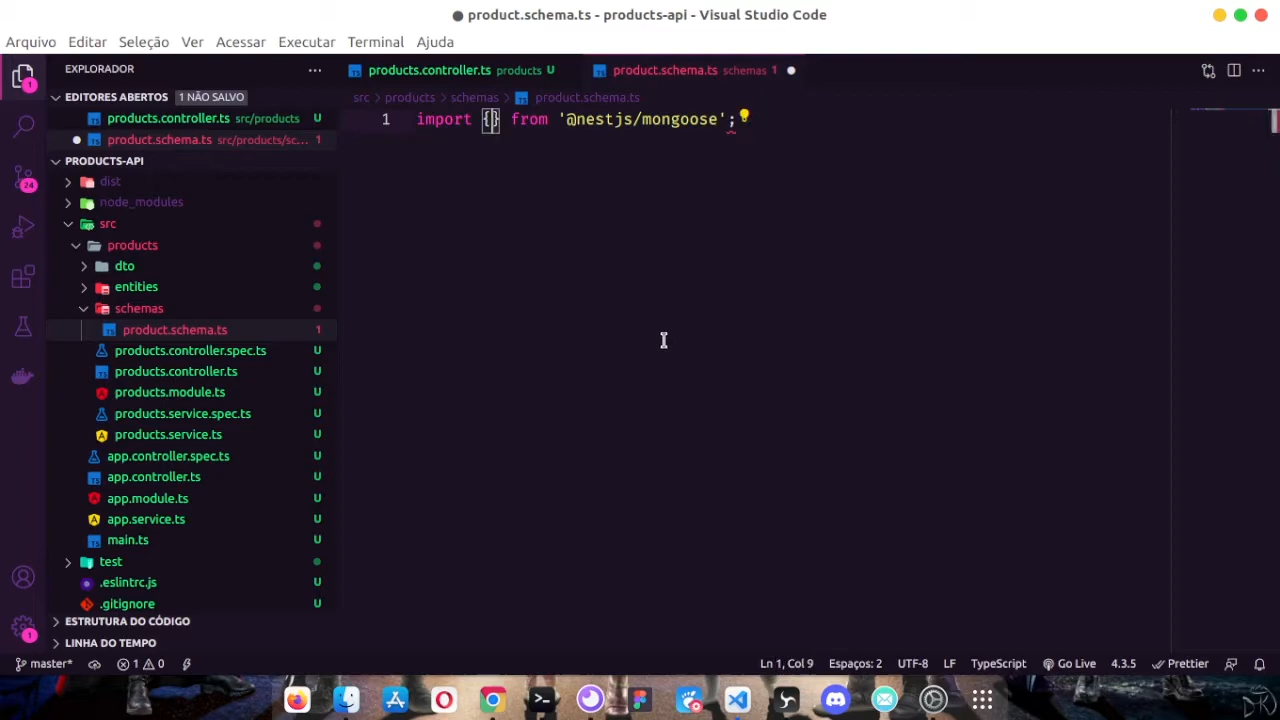 product.schema.ts - products-api - Visual Studio Code
Arquivo Editar Seleção Ver Acessar Executar Terminal Ajuda
EXPLORADOR
products.controller.ts products U
product.schema.ts schemas 1
EDITORES ABERTOS 1 NÃO SALVO
src > products > schemas > product.schema.ts
products.controller.ts src/products U
1 import {} from '@nestjs/mongoose';
product.schema.ts src/products/sc... 1
PRODUCTS-API
dist
node_modules
src
products
dto
entities
schemas
product.schema.ts 1
products.controller.spec.ts U
products.controller.ts U
products.module.ts U
products.service.spec.ts U
products.service.ts U
app.controller.spec.ts U
app.controller.ts U
app.module.ts U
app.service.ts U
main.ts U
test
.eslintrc.js U
.gitignore U
ESTRUTURA DO CÓDIGO
LINHA DO TEMPO
1
24
1
master* 1 0 Ln 1, Col 9 Espaços: 2 UTF-8 LF TypeScript Go Live 4.3.5 Prettier